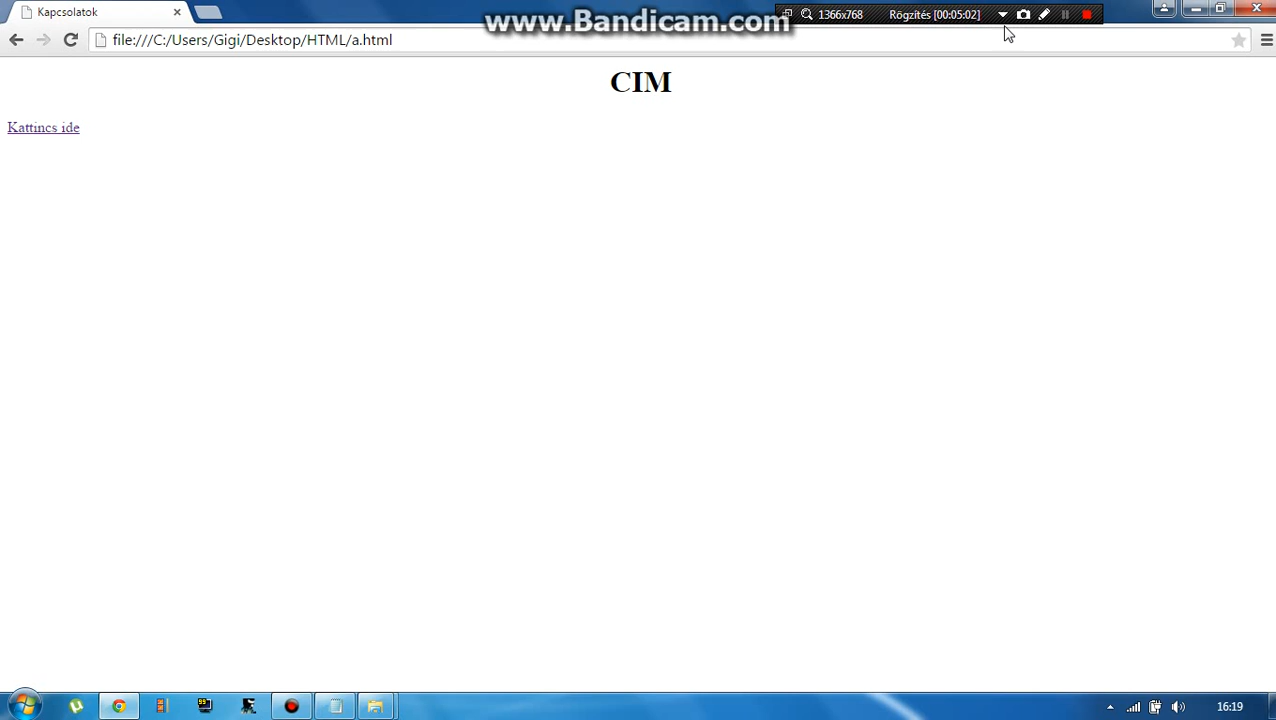 Kapcsolatok
www.Bandicam.com
1366x768
Rögzítés [00:05:02]
file:///C:/Users/Gigi/Desktop/HTML/a.html
CIM
Kattincs ide
16:19